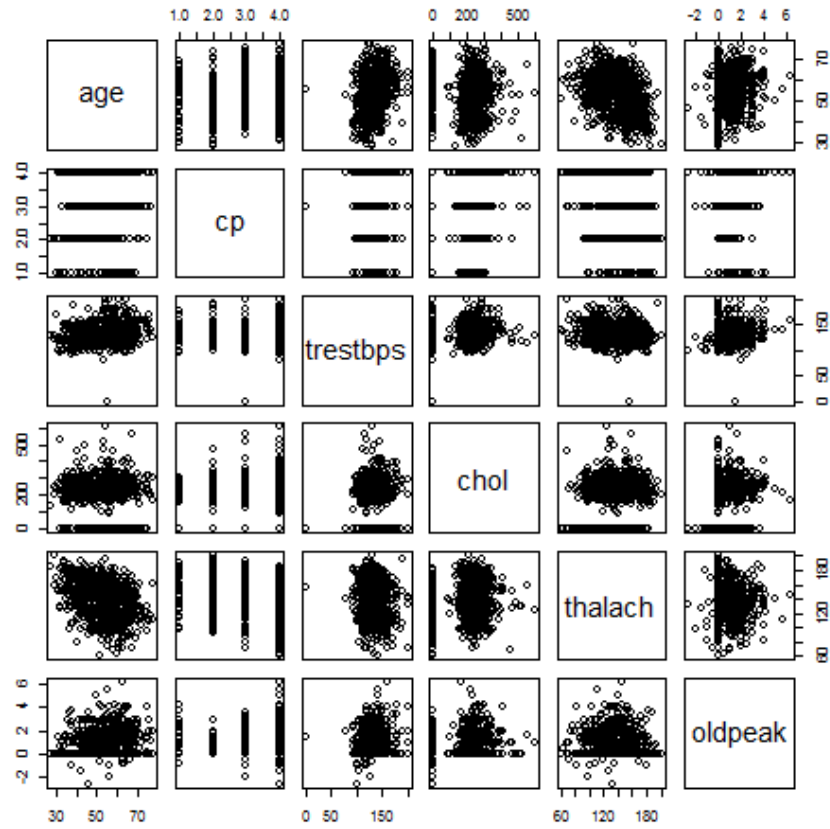 1.0 2.0 3.0 4.0 0 200 500 -2 0 2 4 6
age 30 50 70
1.0 2.0 3.0 4.0 cp
trestbps 0 50 150
0 200 500 chol
thalach 60 120 180
-2 0 2 4 6 oldpeak
30 50 70 0 50 150 60 120 180